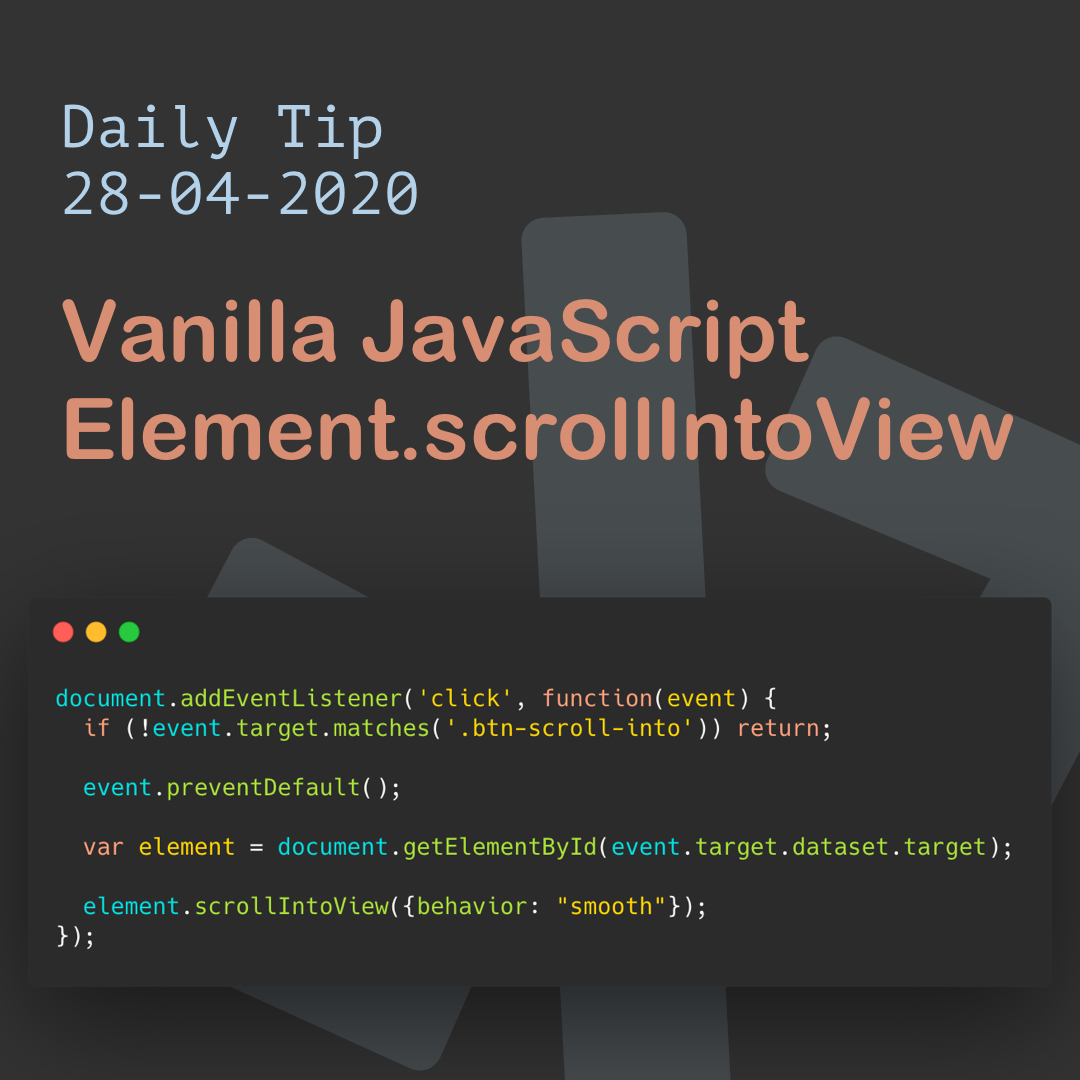 Daily Tip
28-04-2020
Vanilla JavaScript
Element.scrollIntoView
document.addEventListener('click', function(event) {
  if (!event.target.matches('.btn-scroll-into')) return;
  event.preventDefault();
  var element = document.getElementById(event.target.dataset.target);
  element.scrollIntoView({behavior: "smooth"});
});